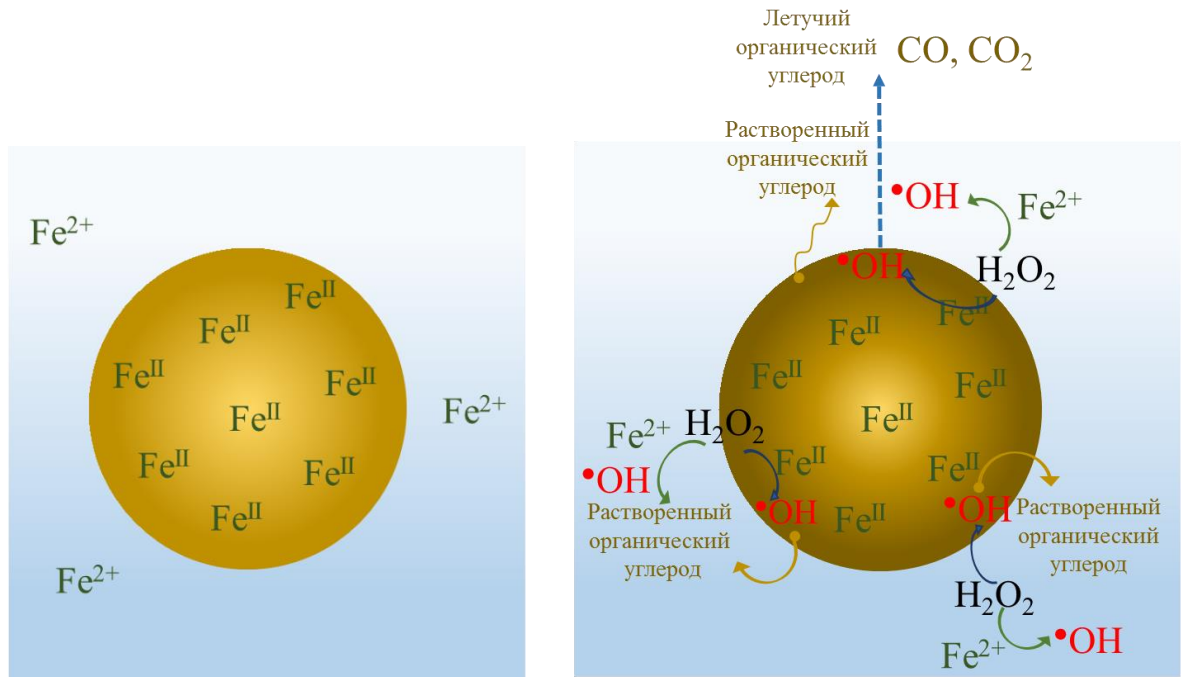 Fe²⁺
Feᴵᴵ
Feᴵᴵ
Feᴵᴵ
Feᴵᴵ
Feᴵᴵ
Fe²⁺
Feᴵᴵ
Feᴵᴵ
Feᴵᴵ
Fe²⁺
Летучий
органический
углерод
CO, CO₂
Растворенный
органический
углерод
•OH
Fe²⁺
•OH
H₂O₂
Feᴵᴵ
Feᴵᴵ
Feᴵᴵ
Feᴵᴵ
Feᴵᴵ
Fe²⁺
H₂O₂
Feᴵᴵ
Feᴵᴵ
•OH
Растворенный
органический
углерод
•OH
Feᴵᴵ
•OH
Растворенный
органический
углерод
H₂O₂
Fe²⁺
•OH